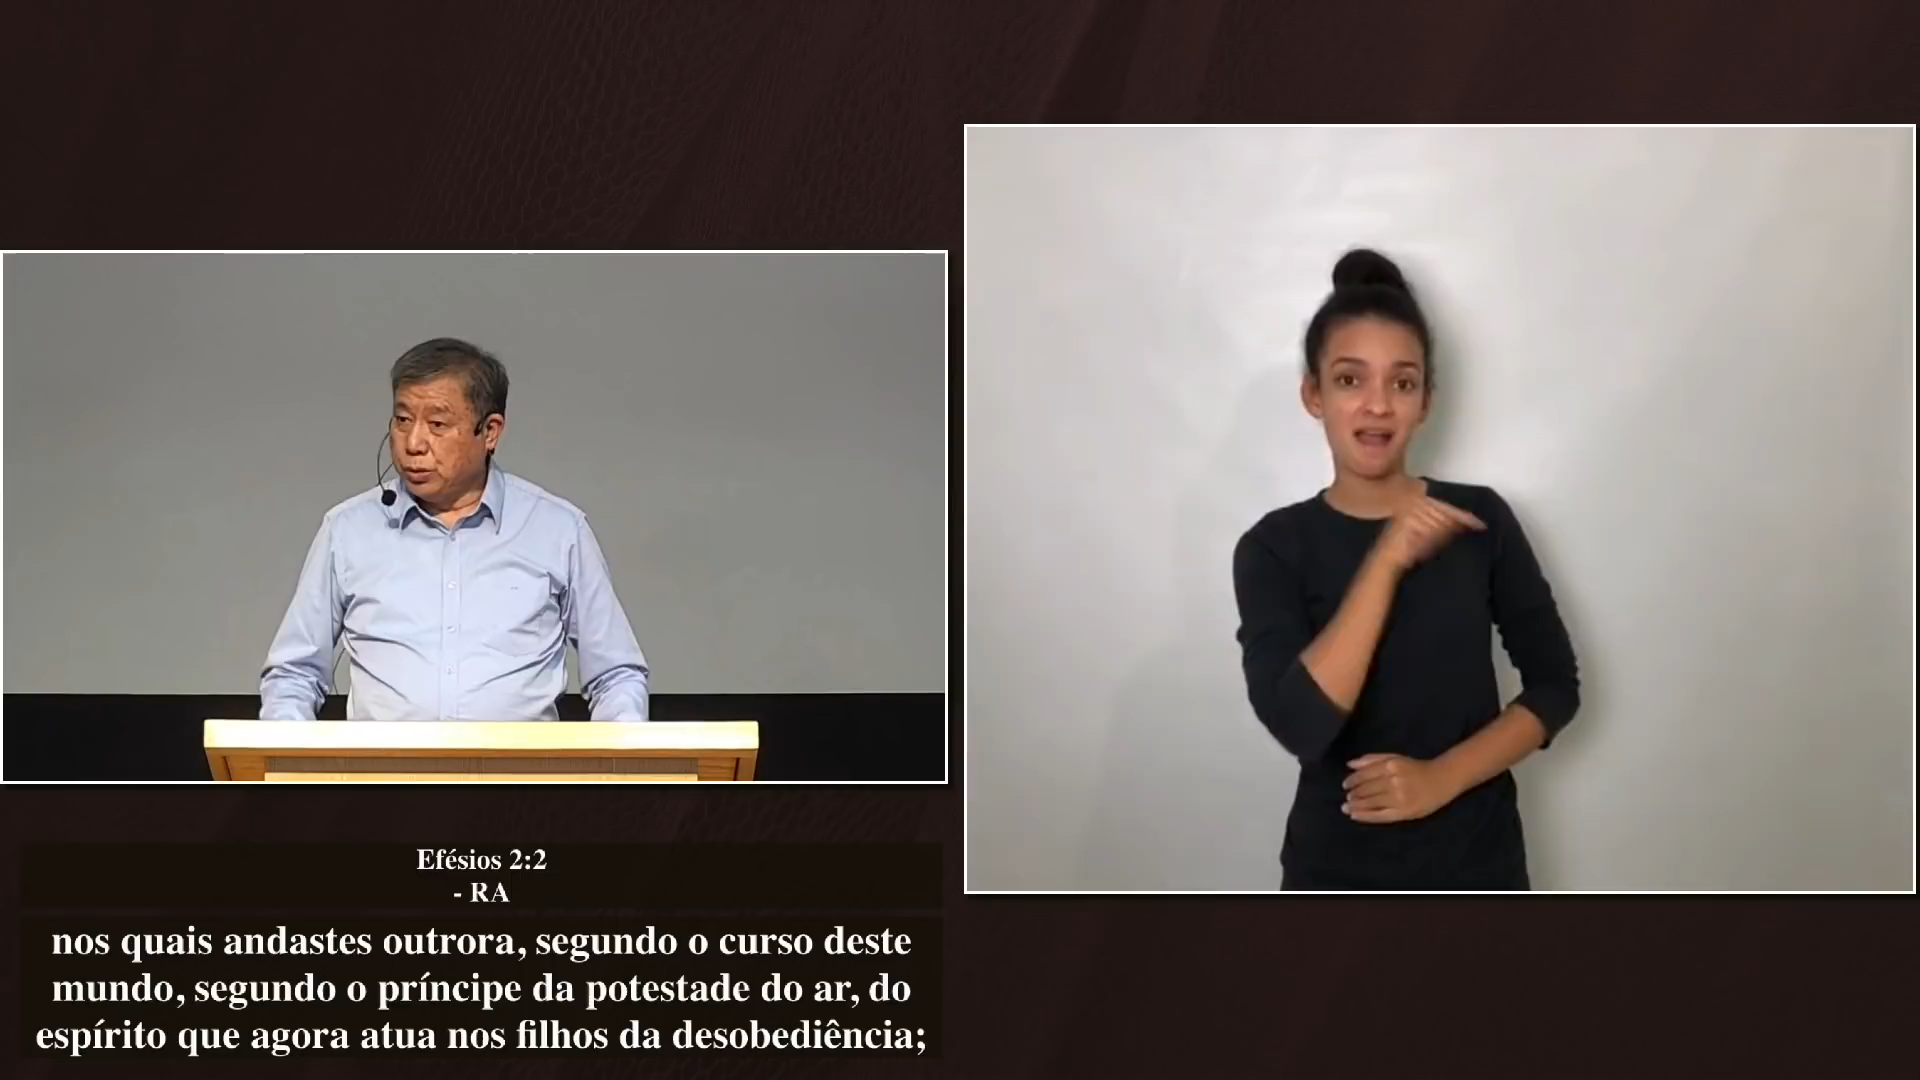 Efésios 2:2
- RA
nos quais andastes outrora, segundo o curso deste
mundo, segundo o príncipe da potestade do ar, do
espírito que agora atua nos filhos da desobediência;